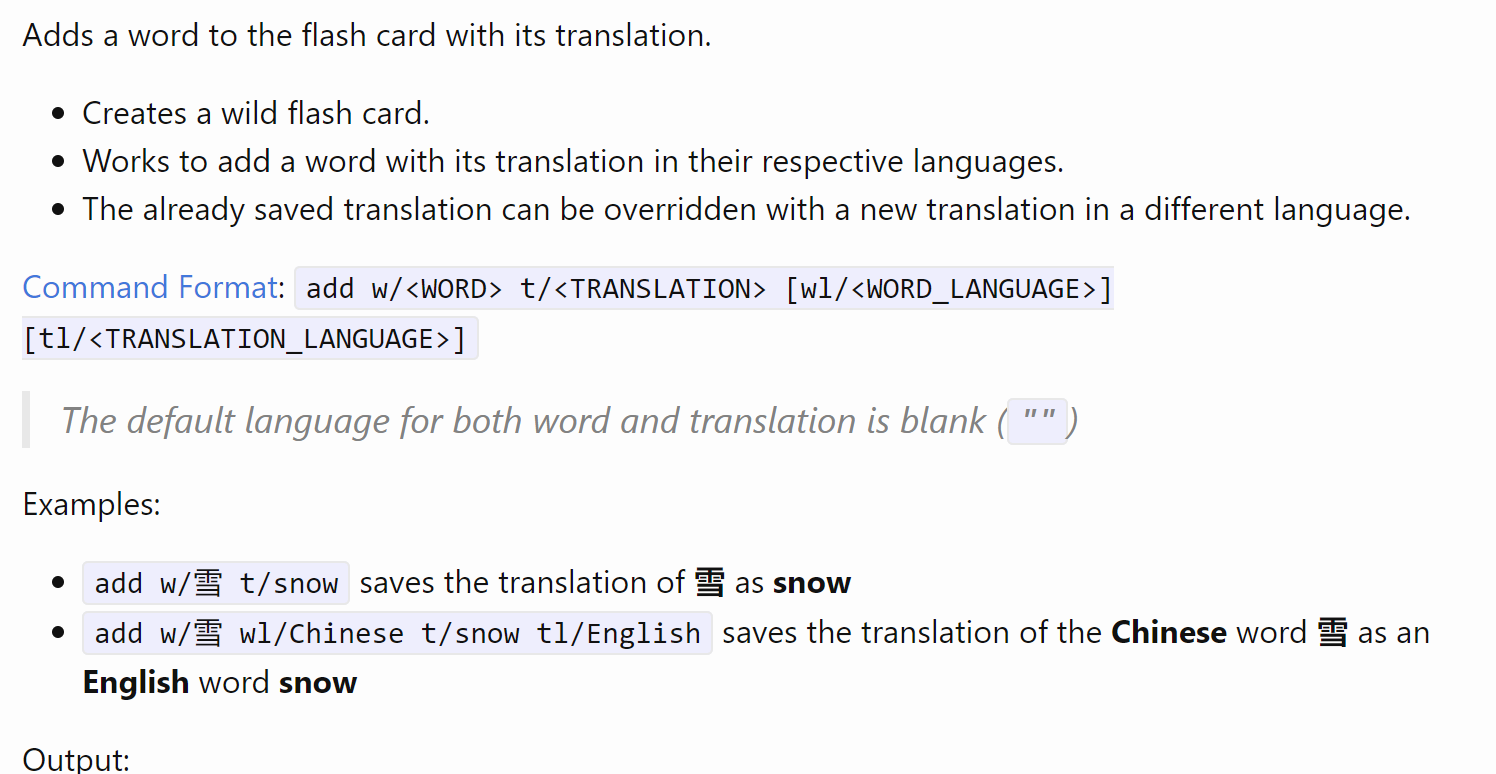 Adds a word to the flash card with its translation.
• Creates a wild flash card.
• Works to add a word with its translation in their respective languages.
• The already saved translation can be overridden with a new translation in a different language.
Command Format: add w/<WORD> t/<TRANSLATION> [wl/<WORD_LANGUAGE>]
[tl/<TRANSLATION_LANGUAGE>]
The default language for both word and translation is blank ("")
Examples:
• add w/雪 t/snow saves the translation of 雪 as snow
• add w/雪 wl/Chinese t/snow tl/English saves the translation of the Chinese word 雪 as an
English word snow
Output: